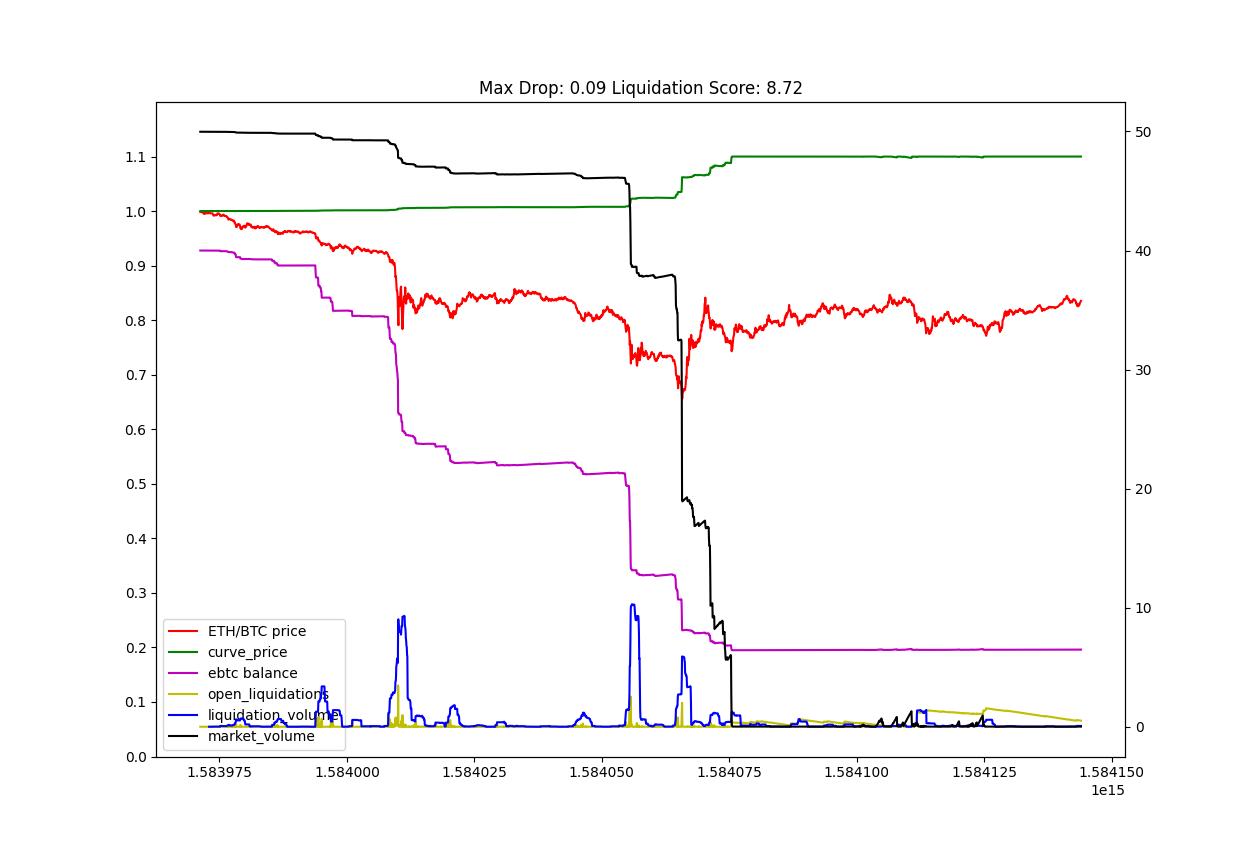 Max Drop: 0.09 Liquidation Score: 8.72
1.1
1.0
0.9
0.8
0.7
0.6
0.5
0.4
0.3
0.2
0.1
0.0
50
40
30
20
10
0
ETH/BTC price
curve_price
ebtc balance
open_liquidations
liquidation_volume
market_volume
1.583975 1.584000 1.584025 1.584050 1.584075 1.584100 1.584125 1.584150
1e15